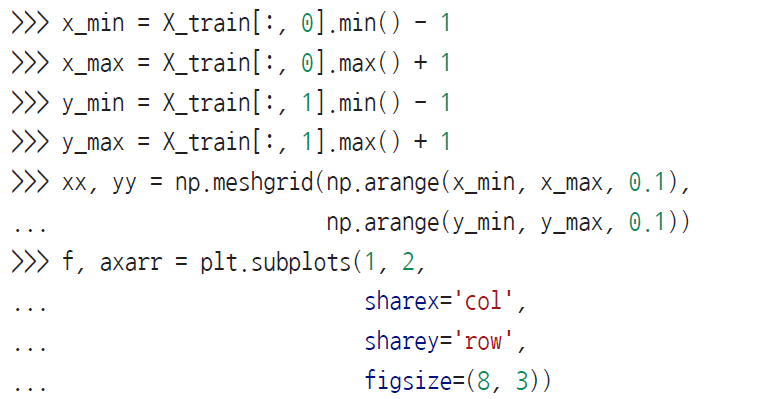 >>> x_min = X_train[:, 0].min() - 1
>>> x_max = X_train[:, 0].max() + 1
>>> y_min = X_train[:, 1].min() - 1
>>> y_max = X_train[:, 1].max() + 1
>>> xx, yy = np.meshgrid(np.arange(x_min, x_max, 0.1),
...                      np.arange(y_min, y_max, 0.1))
>>> f, axarr = plt.subplots(1, 2,
...                         sharex='col',
...                         sharey='row',
...                         figsize=(8, 3))